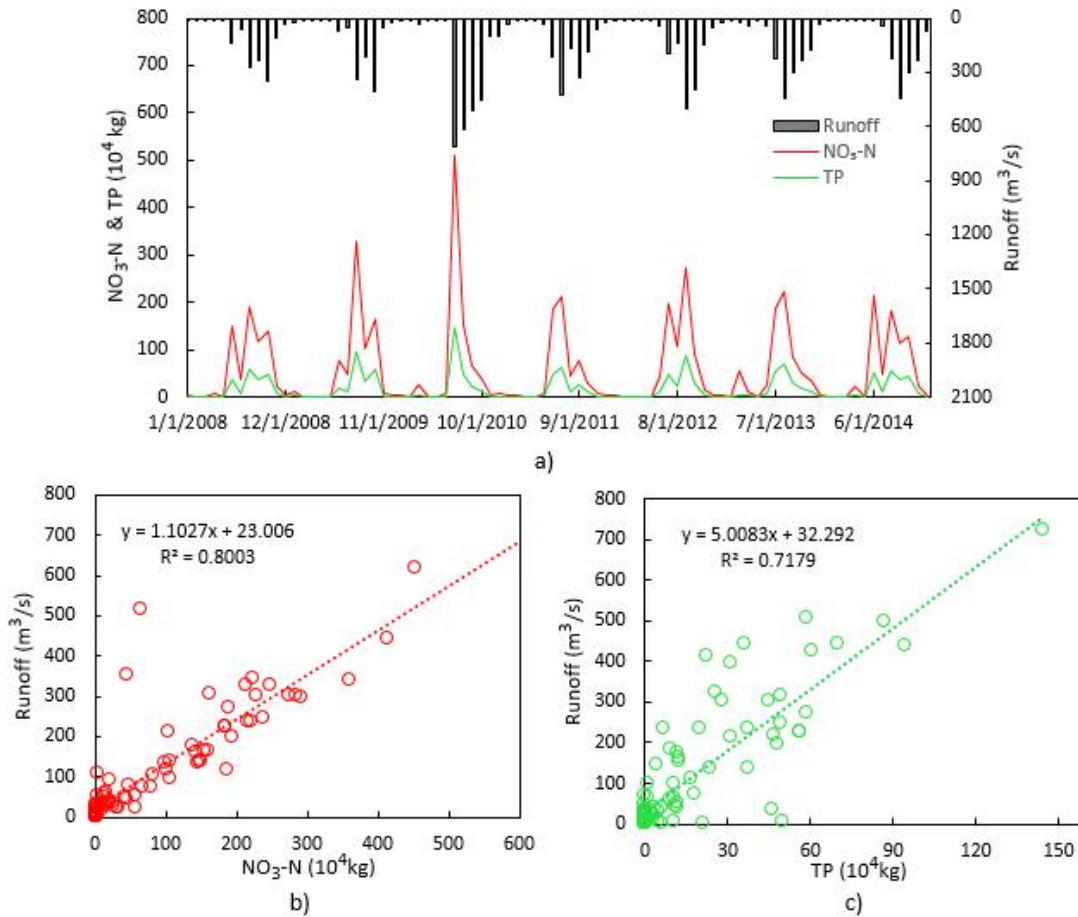 800
700
600
500
400
300
200
100
0
NO₃-N & TP (10⁴ kg)
0
300
600
900
1200
1500
1800
2100
Runoff (m³/s)
Runoff
NO₃-N
TP
1/1/2008 12/1/2008 11/1/2009 10/1/2010 9/1/2011 8/1/2012 7/1/2013 6/1/2014
a)
800
700
600
500
400
300
200
100
0
Runoff (m³/s)
y = 1.1027x + 23.006
R² = 0.8003
0 100 200 300 400 500 600
NO₃-N (10⁴kg)
b)
800
700
600
500
400
300
200
100
0
Runoff (m³/s)
y = 5.0083x + 32.292
R² = 0.7179
0 30 60 90 120 150
TP (10⁴kg)
c)